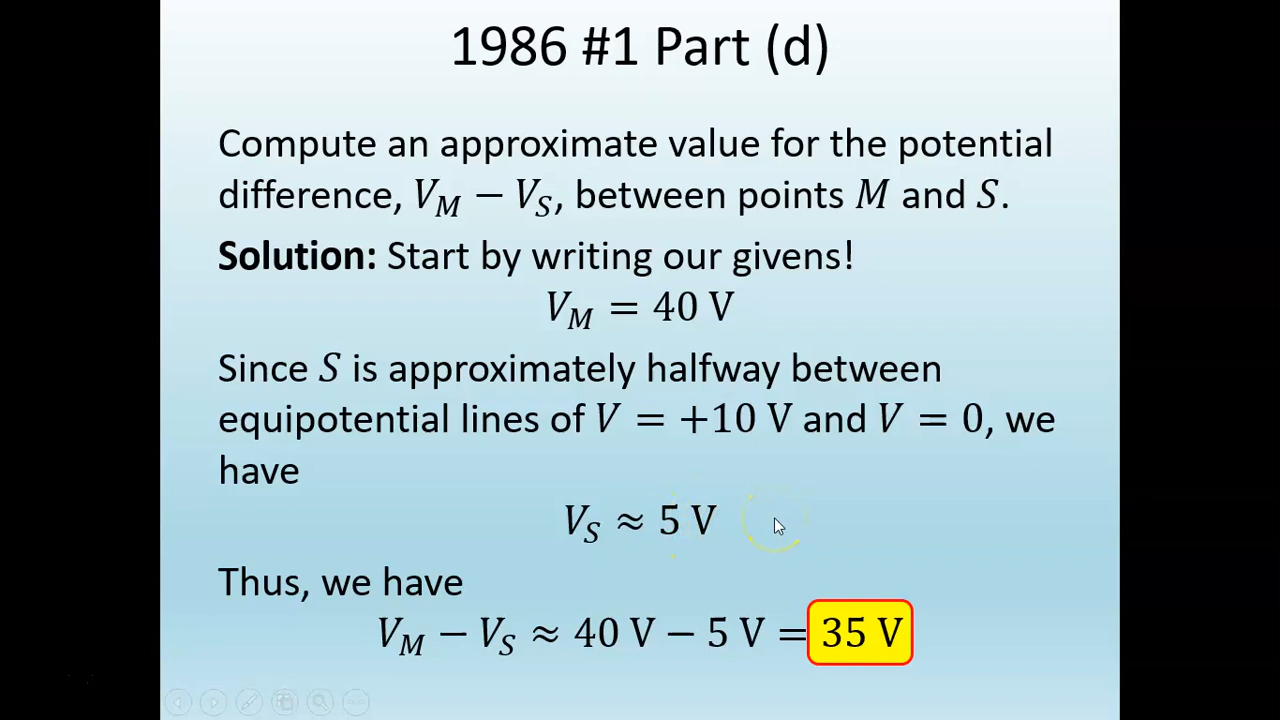 1986 #1 Part (d)
Compute an approximate value for the potential
difference, V_M − V_S, between points M and S.
Solution: Start by writing our givens!
V_M = 40 V
Since S is approximately halfway between
equipotential lines of V = +10 V and V = 0, we
have
V_S ≈ 5 V
Thus, we have
V_M − V_S ≈ 40 V − 5 V = 35 V